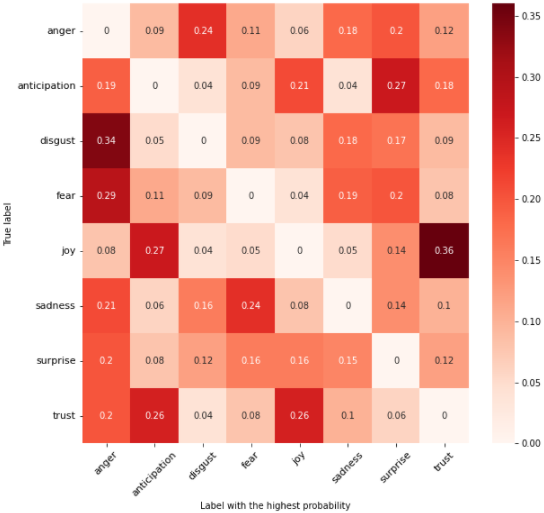 anger 0 0.09 0.24 0.11 0.06 0.18 0.2 0.12
anticipation 0.19 0 0.04 0.09 0.21 0.04 0.27 0.18
disgust 0.34 0.05 0 0.09 0.08 0.18 0.17 0.09
fear 0.29 0.11 0.09 0 0.04 0.19 0.2 0.08
joy 0.08 0.27 0.04 0.05 0 0.05 0.14 0.36
sadness 0.21 0.06 0.16 0.24 0.08 0 0.14 0.1
surprise 0.2 0.08 0.12 0.16 0.16 0.15 0 0.12
trust 0.2 0.26 0.04 0.08 0.26 0.1 0.06 0
True label
anger anticipation disgust fear joy sadness surprise trust
Label with the highest probability
0.35
0.30
0.25
0.20
0.15
0.10
0.05
0.00